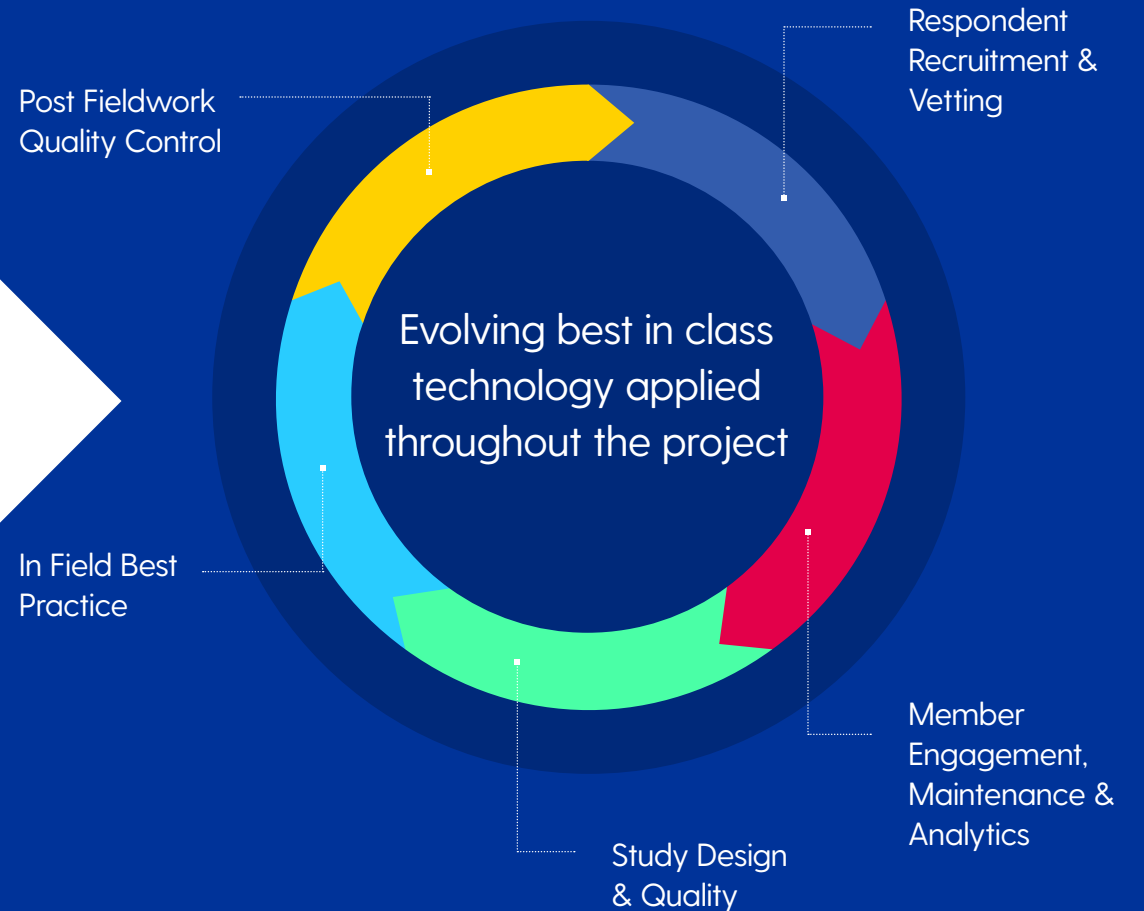 Respondent
Recruitment &
Vetting
Post Fieldwork
Quality Control
Evolving best in class
technology applied
throughout the project
In Field Best
Practice
Member
Engagement,
Maintenance &
Analytics
Study Design
& Quality